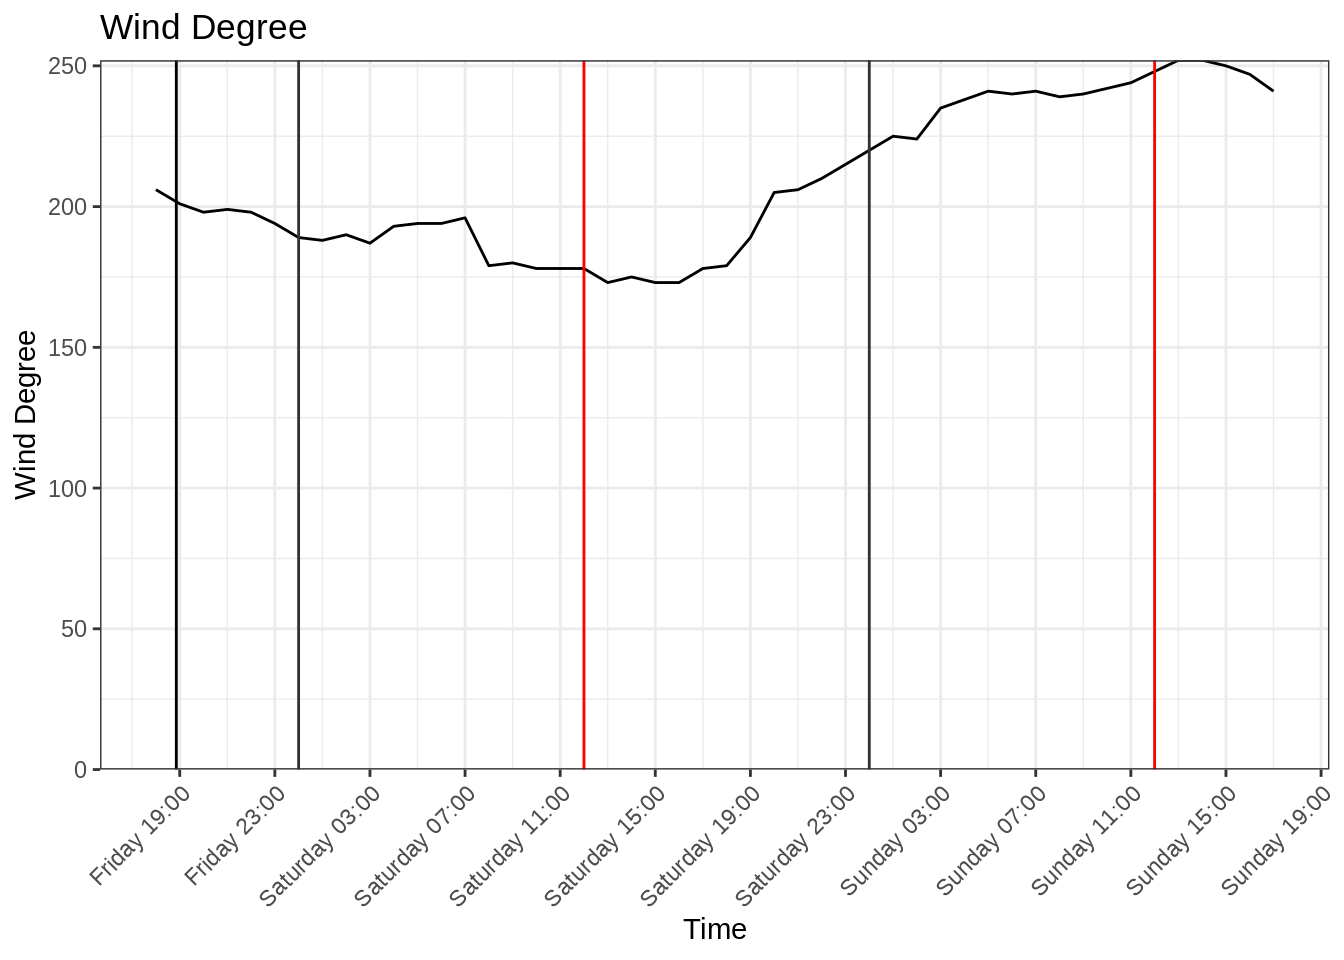 Wind Degree
250
200
150
100
50
0
Wind Degree
Friday 19:00
Friday 23:00
Saturday 03:00
Saturday 07:00
Saturday 11:00
Saturday 15:00
Saturday 19:00
Saturday 23:00
Sunday 03:00
Sunday 07:00
Sunday 11:00
Sunday 15:00
Sunday 19:00
Time